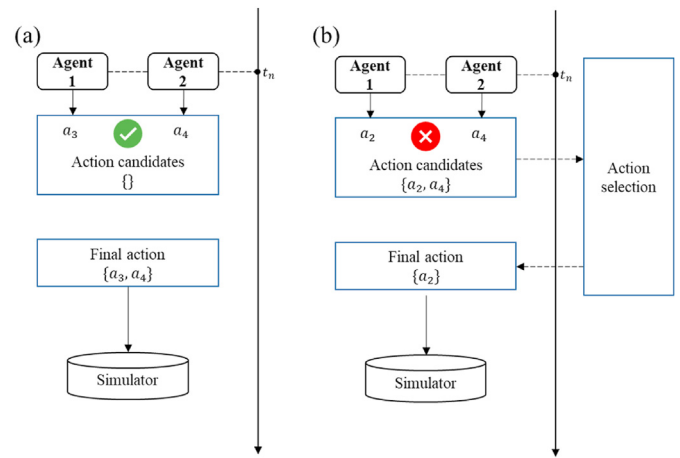 (a)
Agent
1
Agent
2
tₙ
a₃
a₄
Action candidates
{}
Final action
{a₃, a₄}
Simulator
(b)
Agent
1
Agent
2
tₙ
a₂
a₄
Action candidates
{a₂, a₄}
Action
selection
Final action
{a₂}
Simulator